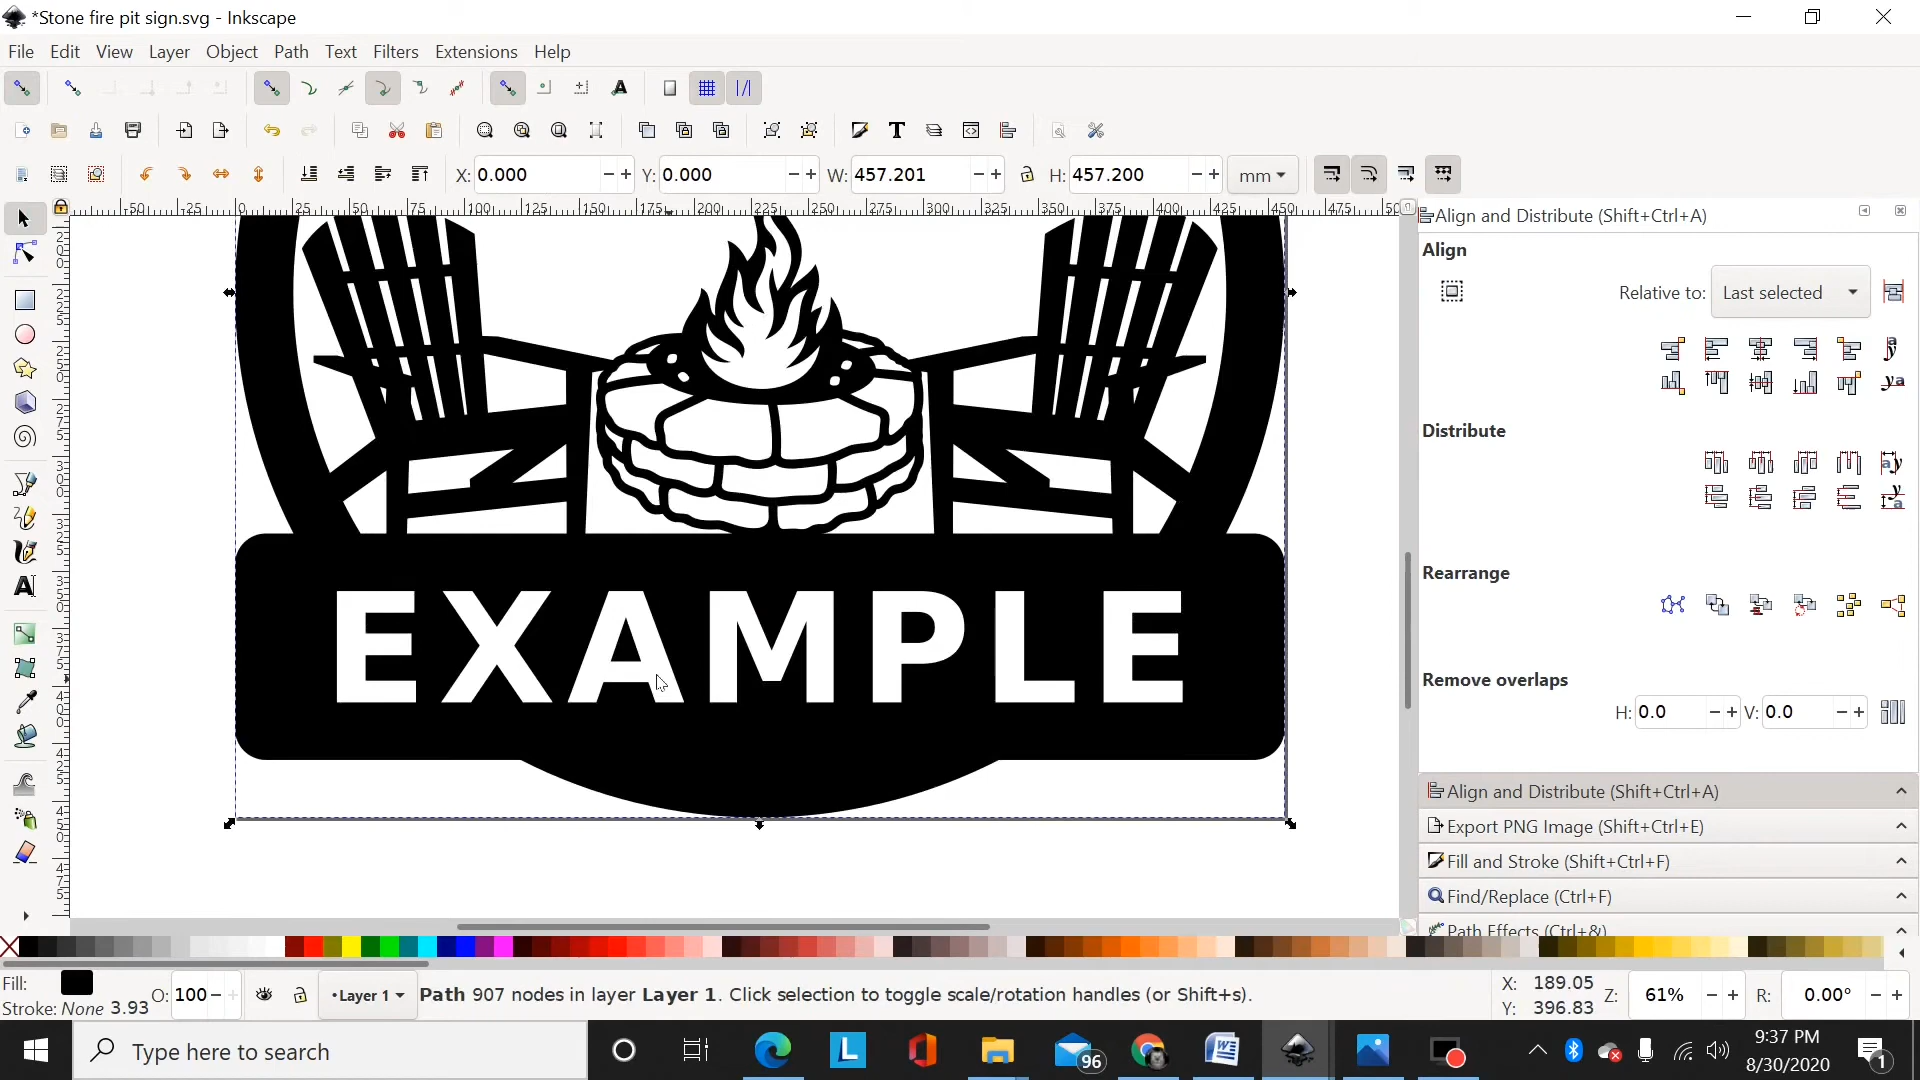 *Stone fire pit sign.svg - Inkscape
File Edit View Layer Object Path Text Filters Extensions Help
X: 0.000 Y: 0.000 W: 457.201 H: 457.200 mm
Align and Distribute (Shift+Ctrl+A)
Align
Relative to: Last selected
Distribute
Rearrange
Remove overlaps
H: 0.0 V: 0.0
EXAMPLE
Align and Distribute (Shift+Ctrl+A)
Export PNG Image (Shift+Ctrl+E)
Fill and Stroke (Shift+Ctrl+F)
Find/Replace (Ctrl+F)
Path Effects (Ctrl+&)
Fill:
Stroke: None 3.93 O: 100 •Layer 1 Path 907 nodes in layer Layer 1. Click selection to toggle scale/rotation handles (or Shift+s).
X: 189.05
Y: 396.83
Z: 61% R: 0.00°
Type here to search
96
9:37 PM
8/30/2020
1